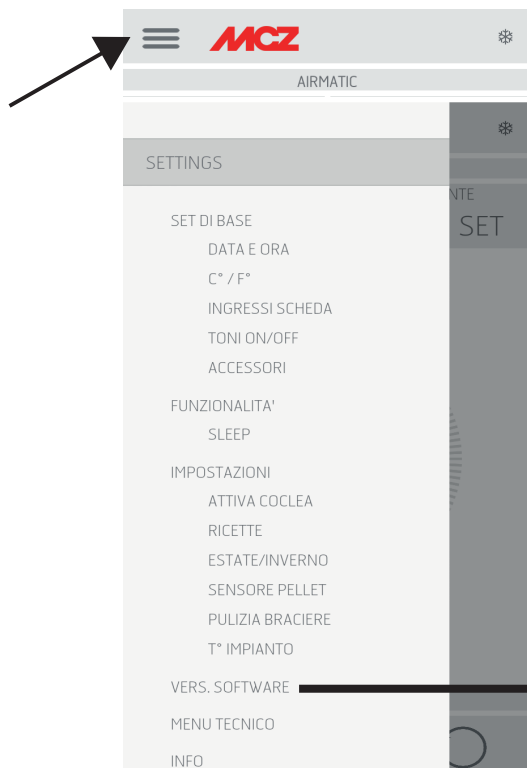 MCZ
AIRMATIC
SETTINGS
NTE
SET
SET DI BASE
DATA E ORA
C° / F°
INGRESSI SCHEDA
TONI ON/OFF
ACCESSORI
FUNZIONALITA'
SLEEP
IMPOSTAZIONI
ATTIVA COCLEA
RICETTE
ESTATE/INVERNO
SENSORE PELLET
PULIZIA BRACIERE
T° IMPIANTO
VERS. SOFTWARE
MENU TECNICO
INFO